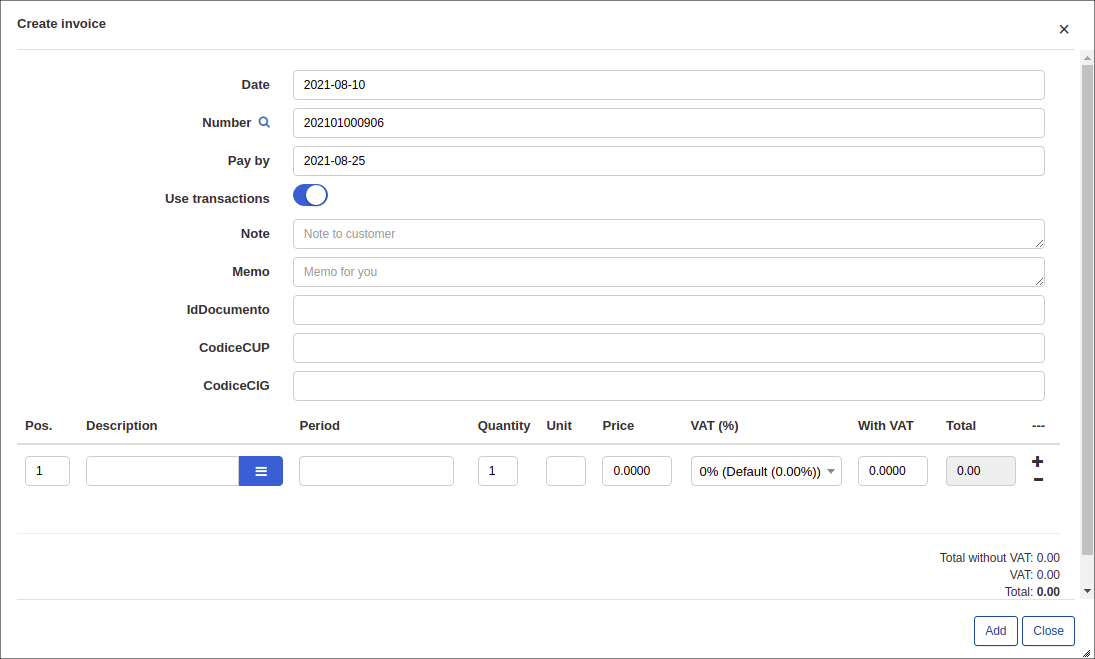 Create invoice
×
Date 2021-08-10
Number 202101000906
Pay by 2021-08-25
Use transactions
Note Note to customer
Memo Memo for you
IdDocumento
CodiceCUP
CodiceCIG
Pos. Description Period Quantity Unit Price VAT (%) With VAT Total ---
1 1 0.0000 0% (Default (0.00%)) 0.0000 0.00
Total without VAT: 0.00
VAT: 0.00
Total: 0.00
Add Close